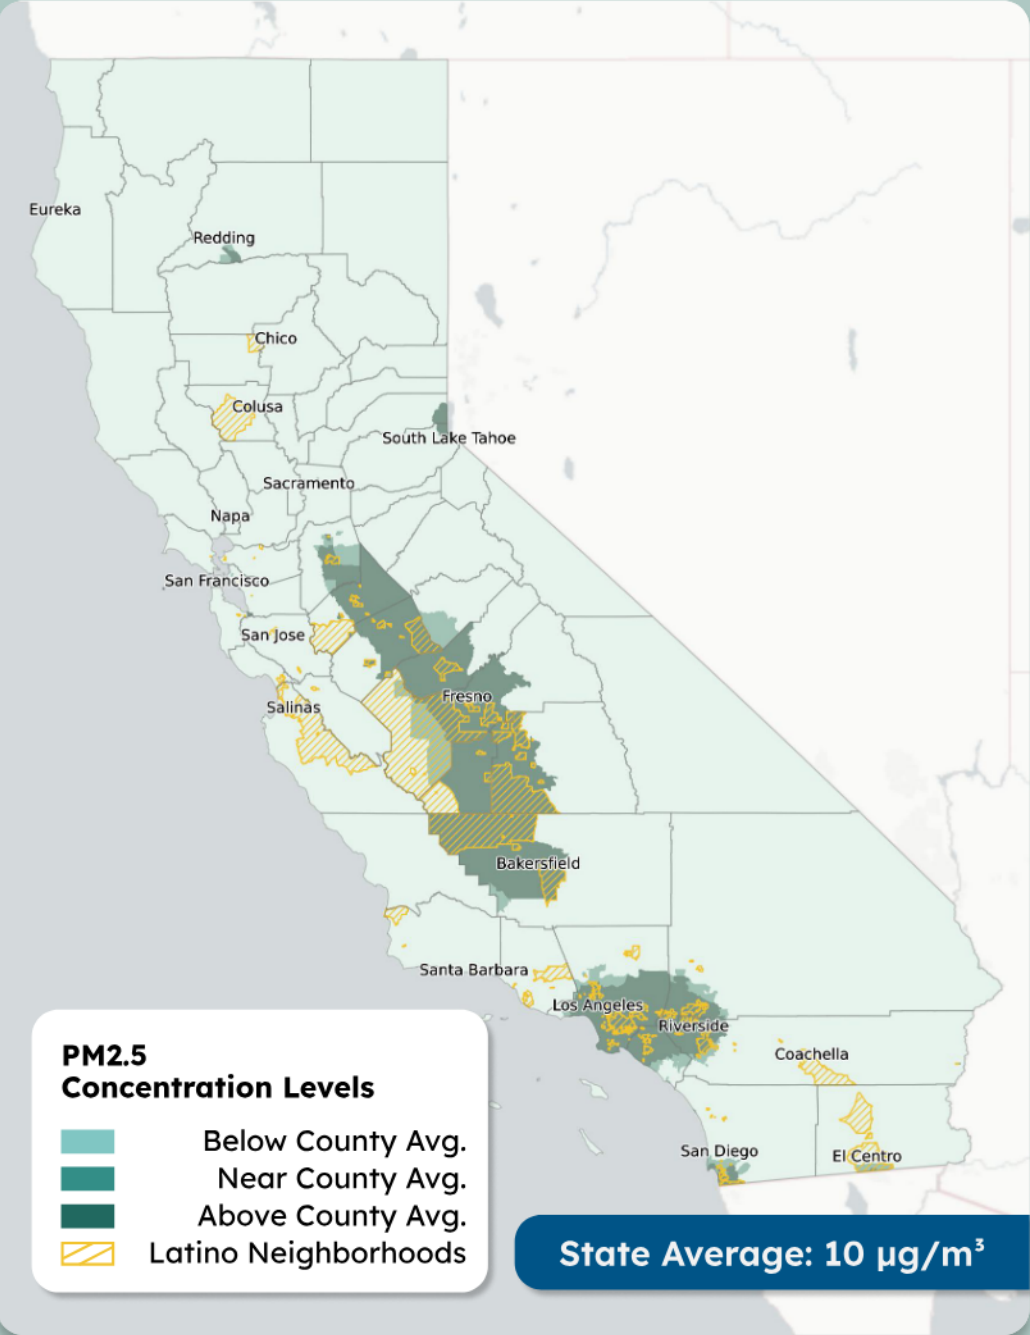 Eureka
Redding
Chico
Colusa
South Lake Tahoe
Sacramento
Napa
San Francisco
San Jose
Fresno
Salinas
Bakersfield
Santa Barbara
Los Angeles
Riverside
Coachella
San Diego
El Centro
PM2.5
Concentration Levels
Below County Avg.
Near County Avg.
Above County Avg.
Latino Neighborhoods
State Average: 10 µg/m³